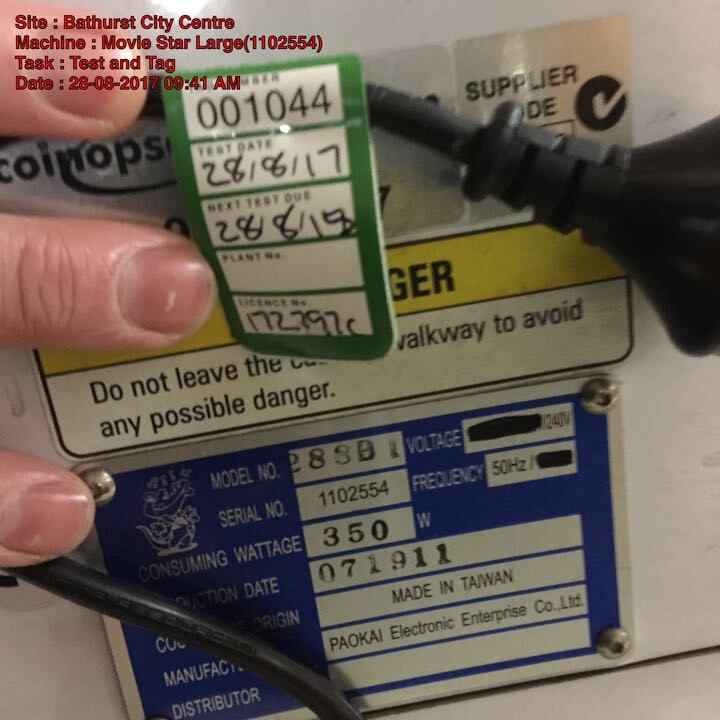 Site : Bathurst City Centre
Machine : Movie Star Large(1102554)
Task : Test and Tag
Date : 28-08-2017 09:41 AM
001044
TEST DATE
28/8/17
NEXT TEST DUE
28/8/18
PLANT No.
LICENCE No.
172797c
coinops
SUPPLIER
Do not leave the walkway to avoid
any possible danger.
MODEL NO. 288B1
VOLTAGE /240V
SERIAL NO. 1102554
FREQUENCY 50Hz/
CONSUMING WATTAGE 350 W
DATE 071911
MADE IN TAIWAN
PAOKAI Electronic Enterprise Co.,Ltd.
DISTRIBUTOR